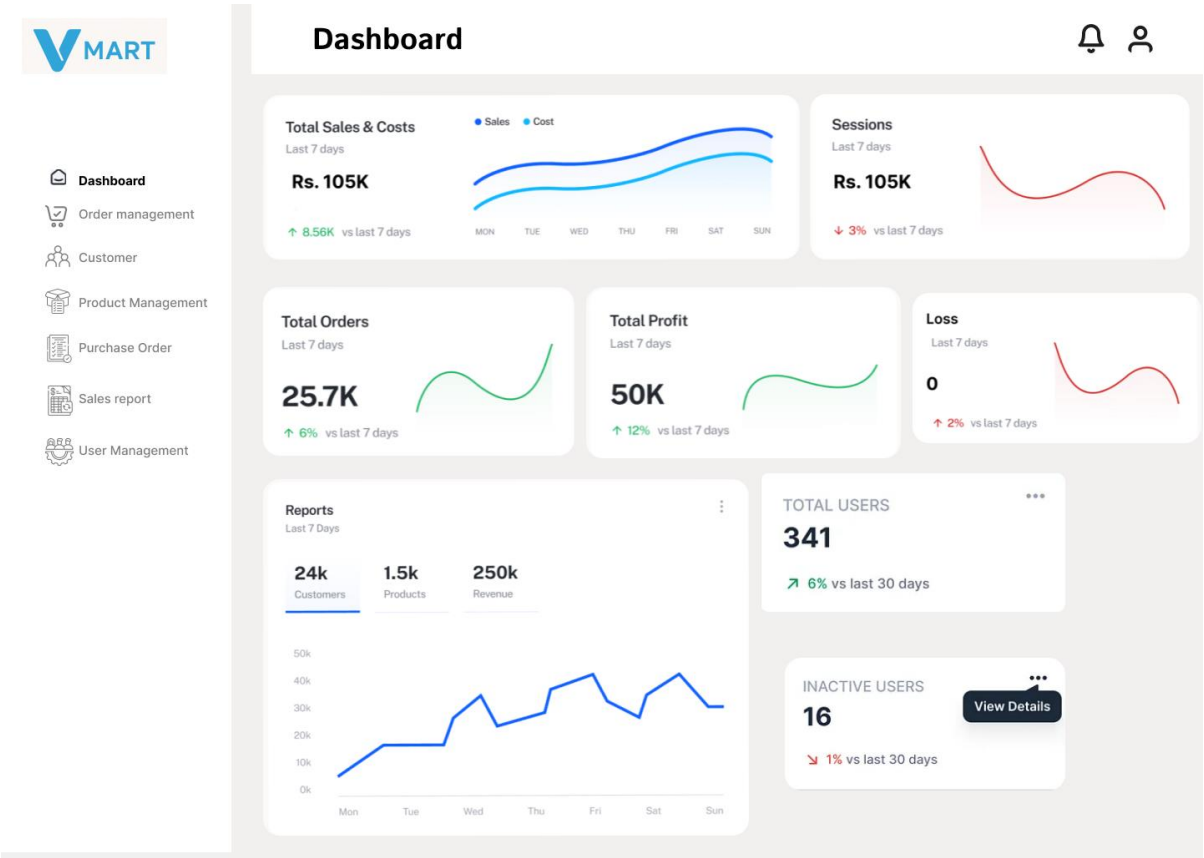 V MART
Dashboard
Dashboard
Order management
Customer
Product Management
Purchase Order
Sales report
User Management
Total Sales & Costs
Last 7 days
Rs. 105K
↑ 8.56K vs last 7 days
Sales Cost
MON TUE WED THU FRI SAT SUN
Sessions
Last 7 days
Rs. 105K
↓ 3% vs last 7 days
Total Orders
Last 7 days
25.7K
↑ 6% vs last 7 days
Total Profit
Last 7 days
50K
↑ 12% vs last 7 days
Loss
Last 7 days
0
↑ 2% vs last 7 days
Reports
Last 7 Days
24k 1.5k 250k
Customers Products Revenue
50k
40k
30k
20k
10k
0k
Mon Tue Wed Thu Fri Sat Sun
TOTAL USERS
341
6% vs last 30 days
INACTIVE USERS
16
View Details
1% vs last 30 days